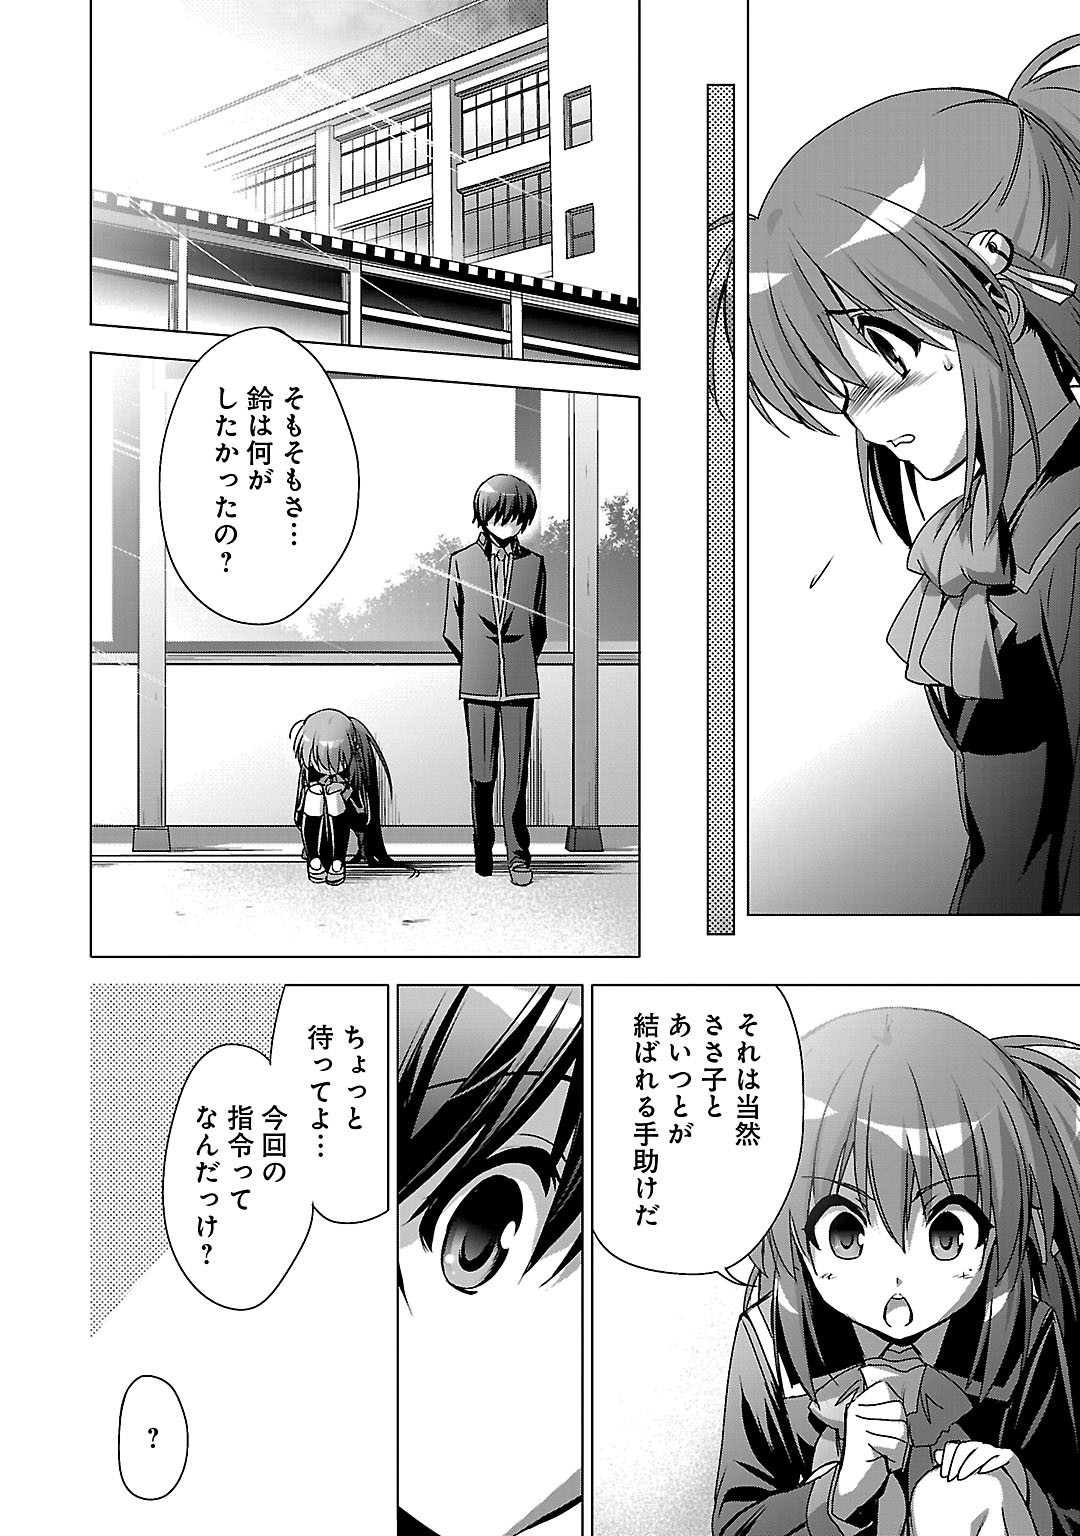 そもそもさ…
鈴は何が
したかったの?
それは当然
ささ子と
あいつとが
結ばれる手助けだ
ちょっと
待ってよ…
今回の
指令って
なんだっけ?
?